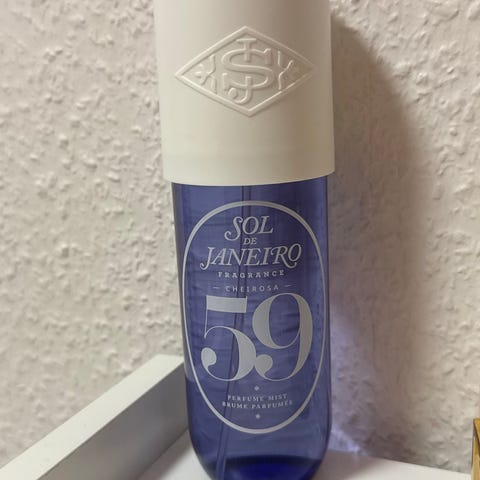 SOL
DE
JANEIRO
FRAGRANCE
— CHEIROSA —
59
PERFUME MIST
BRUME PARFUMÉE